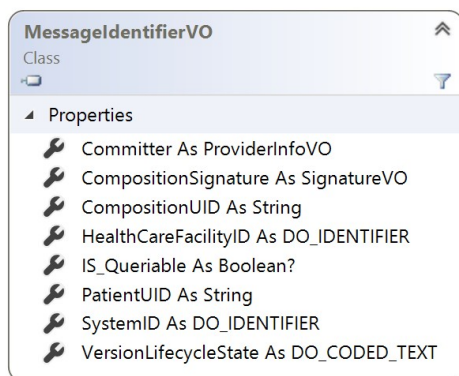 MessageIdentifierVO
Class
Properties
Committer As ProviderInfoVO
CompositionSignature As SignatureVO
CompositionUID As String
HealthCareFacilityID As DO_IDENTIFIER
IS_Queriable As Boolean?
PatientUID As String
SystemID As DO_IDENTIFIER
VersionLifecycleState As DO_CODED_TEXT